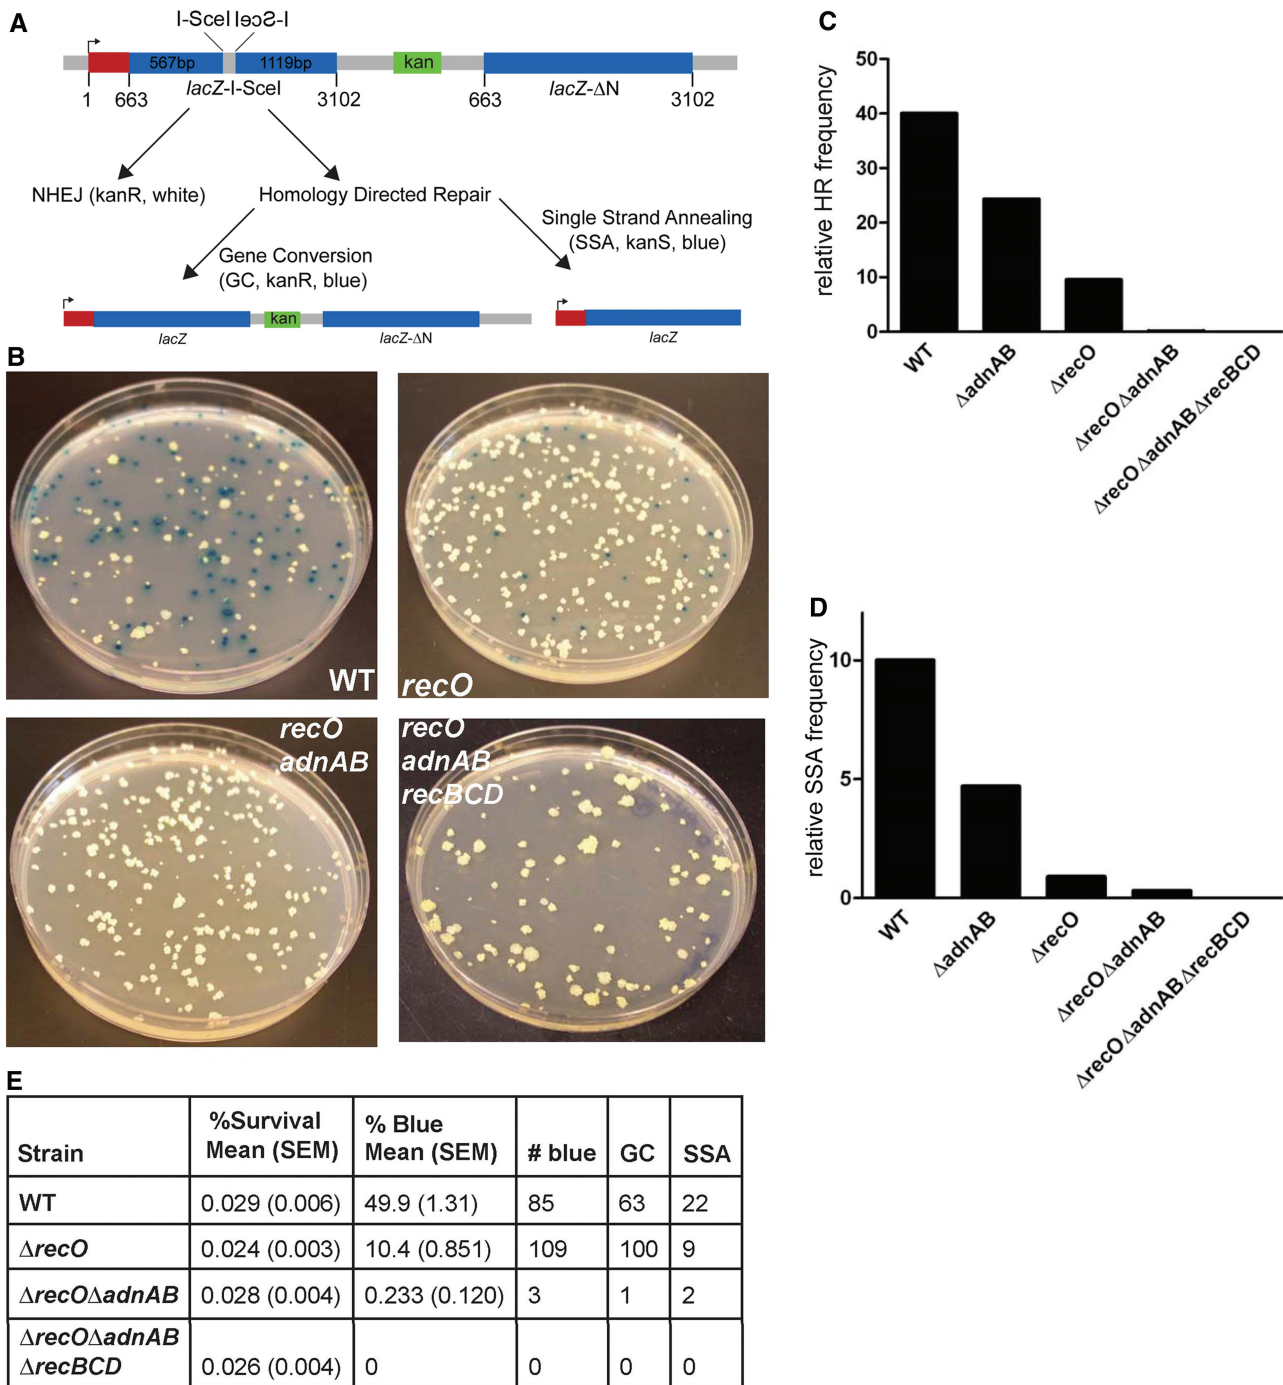 A
I-SceI I-SceI
567bp 1119bp kan
lacZ-I-SceI lacZ-ΔN
1 663 3102 663 3102
NHEJ (kanR, white)
Homology Directed Repair
Single Strand Annealing
(SSA, kanS, blue)
Gene Conversion
(GC, kanR, blue)
kan
lacZ lacZ-ΔN lacZ
B
WT
recO
recO
adnAB
recO
adnAB
recBCD
C
relative HR frequency
50
40
30
20
10
0
WT
ΔadnAB
ΔrecO
ΔrecOΔadnAB
ΔrecOΔadnABΔrecBCD
D
relative SSA frequency
10
5
0
WT
ΔadnAB
ΔrecO
ΔrecOΔadnAB
ΔrecOΔadnABΔrecBCD
E
%Survival % Blue
Strain Mean (SEM) Mean (SEM) # blue GC SSA
WT 0.029 (0.006) 49.9 (1.31) 85 63 22
ΔrecO 0.024 (0.003) 10.4 (0.851) 109 100 9
ΔrecOΔadnAB 0.028 (0.004) 0.233 (0.120) 3 1 2
ΔrecOΔadnAB
ΔrecBCD 0.026 (0.004) 0 0 0 0